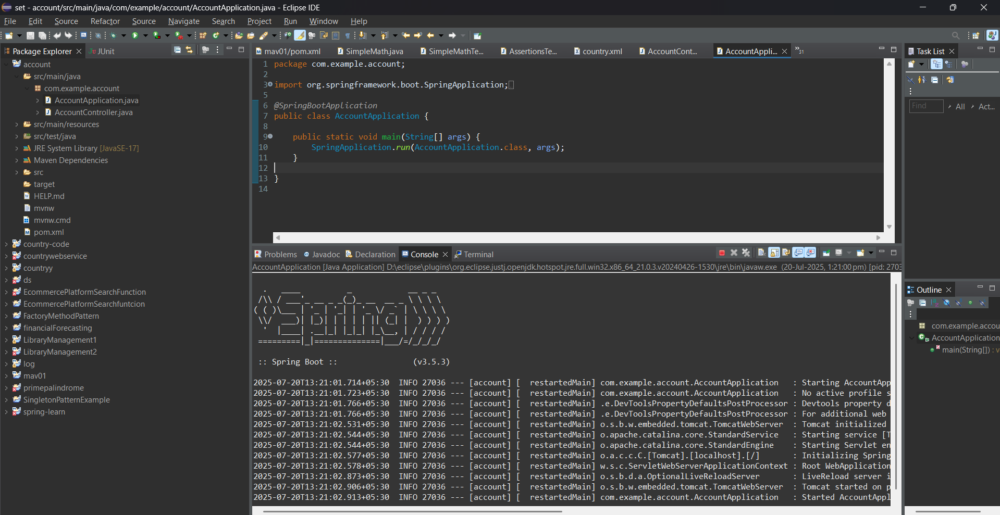 set - account/src/main/java/com/example/account/AccountApplication.java - Eclipse IDE
File Edit Source Refactor Source Navigate Search Project Run Window Help
Package Explorer
JUnit
account
src/main/java
com.example.account
AccountApplication.java
AccountController.java
src/main/resources
src/test/java
JRE System Library [JavaSE-17]
Maven Dependencies
src
target
HELP.md
mvnw
mvnw.cmd
pom.xml
country-code
countrywebservice
countryy
ds
EcommercePlatformSearchFunction
EcommercePlatformSearchfuntcion
FactoryMethodPattern
financialForecasting
LibraryManagement1
LibraryManagement2
log
mav01
primepalindrome
SingletonPatternExample
spring-learn
mav01/pom.xml SimpleMath.java SimpleMathTe... AssertionsTe... country.xml AccountCont... AccountAppli... »31
1 package com.example.account;
2
3 import org.springframework.boot.SpringApplication;
5
6 @SpringBootApplication
7 public class AccountApplication {
8
9 public static void main(String[] args) {
10 SpringApplication.run(AccountApplication.class, args);
11 }
12
13 }
14
Problems Javadoc Declaration Console Terminal
AccountApplication [Java Application] D:\eclipse\plugins\org.eclipse.justj.openjdk.hotspot.jre.full.win32.x86_64_21.0.3.v20240426-1530\jre\bin\javaw.exe (20-Jul-2025, 1:21:00 pm) [pid: 2703
:: Spring Boot :: (v3.5.3)
2025-07-20T13:21:01.714+05:30 INFO 27036 --- [account] [ restartedMain] com.example.account.AccountApplication : Starting AccountApp
2025-07-20T13:21:01.723+05:30 INFO 27036 --- [account] [ restartedMain] com.example.account.AccountApplication : No active profile s
2025-07-20T13:21:01.766+05:30 INFO 27036 --- [account] [ restartedMain] .e.DevToolsPropertyDefaultsPostProcessor : Devtools property d
2025-07-20T13:21:01.766+05:30 INFO 27036 --- [account] [ restartedMain] .e.DevToolsPropertyDefaultsPostProcessor : For additional web
2025-07-20T13:21:02.531+05:30 INFO 27036 --- [account] [ restartedMain] o.s.b.w.embedded.tomcat.TomcatWebServer : Tomcat initialized
2025-07-20T13:21:02.544+05:30 INFO 27036 --- [account] [ restartedMain] o.apache.catalina.core.StandardService : Starting service [T
2025-07-20T13:21:02.544+05:30 INFO 27036 --- [account] [ restartedMain] o.apache.catalina.core.StandardEngine : Starting Servlet en
2025-07-20T13:21:02.577+05:30 INFO 27036 --- [account] [ restartedMain] o.a.c.c.C.[Tomcat].[localhost].[/] : Initializing Spring
2025-07-20T13:21:02.578+05:30 INFO 27036 --- [account] [ restartedMain] w.s.c.ServletWebServerApplicationContext : Root WebApplication
2025-07-20T13:21:02.873+05:30 INFO 27036 --- [account] [ restartedMain] o.s.b.d.a.OptionalLiveReloadServer : LiveReload server i
2025-07-20T13:21:02.906+05:30 INFO 27036 --- [account] [ restartedMain] o.s.b.w.embedded.tomcat.TomcatWebServer : Tomcat started on p
2025-07-20T13:21:02.913+05:30 INFO 27036 --- [account] [ restartedMain] com.example.account.AccountApplication : Started AccountAppl
Task List
Find All Act...
Outline
com.example.accou
AccountApplication
main(String[]) : v